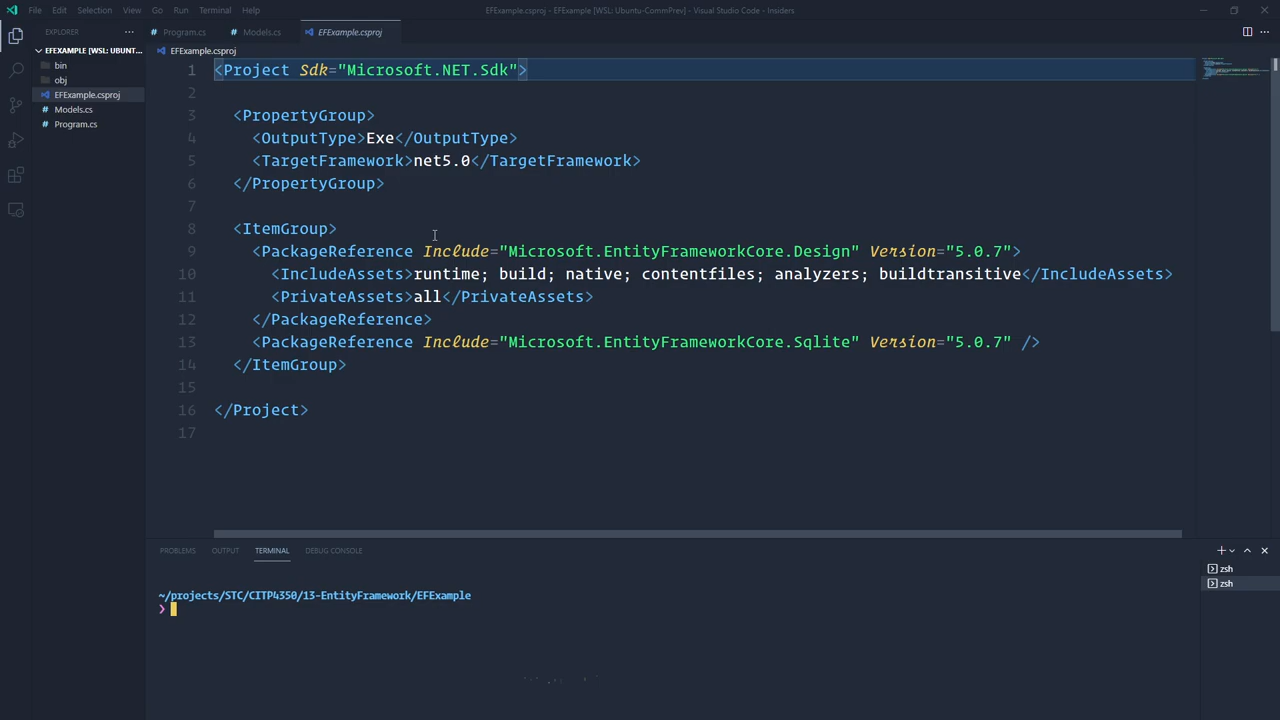 File Edit Selection View Go Run Terminal Help
EFExample.csproj - EFExample [WSL: Ubuntu-CommPrev] - Visual Studio Code - Insiders
EXPLORER
Program.cs
Models.cs
EFExample.csproj
EFEXAMPLE [WSL: UBUNT...
bin
obj
EFExample.csproj
Models.cs
Program.cs
EFExample.csproj
1 <Project Sdk="Microsoft.NET.Sdk">
2
3 <PropertyGroup>
4 <OutputType>Exe</OutputType>
5 <TargetFramework>net5.0</TargetFramework>
6 </PropertyGroup>
7
8 <ItemGroup>
9 <PackageReference Include="Microsoft.EntityFrameworkCore.Design" Version="5.0.7">
10 <IncludeAssets>runtime; build; native; contentfiles; analyzers; buildtransitive</IncludeAssets>
11 <PrivateAssets>all</PrivateAssets>
12 </PackageReference>
13 <PackageReference Include="Microsoft.EntityFrameworkCore.Sqlite" Version="5.0.7" />
14 </ItemGroup>
15
16 </Project>
17
PROBLEMS OUTPUT TERMINAL DEBUG CONSOLE
~/projects/STC/CITP4350/13-EntityFramework/EFExample
❯
zsh
zsh